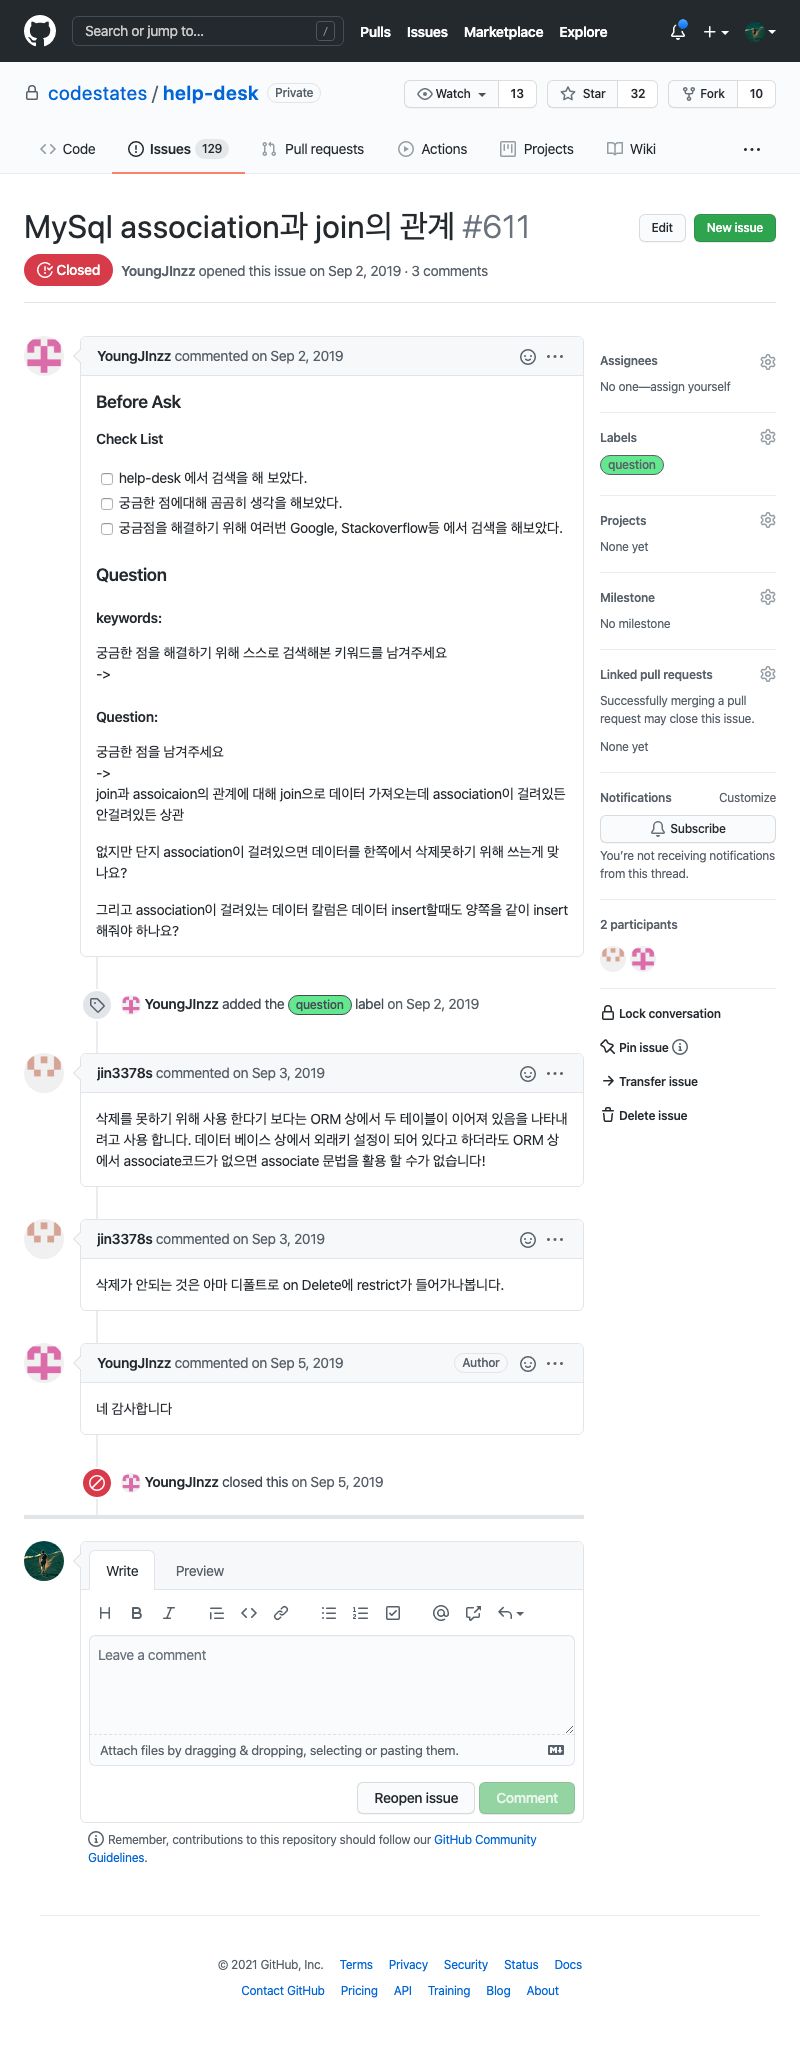 Search or jump to... /
Pulls Issues Marketplace Explore
codestates / help-desk Private
Watch 13 Star 32 Fork 10
Code Issues 129 Pull requests Actions Projects Wiki
MySql association과 join의 관계 #611
Edit New issue
Closed YoungJInzz opened this issue on Sep 2, 2019 · 3 comments
YoungJInzz commented on Sep 2, 2019
Before Ask
Check List
help-desk 에서 검색을 해 보았다.
궁금한 점에대해 곰곰히 생각을 해보았다.
궁금점을 해결하기 위해 여러번 Google, Stackoverflow등 에서 검색을 해보았다.
Question
keywords:
궁금한 점을 해결하기 위해 스스로 검색해본 키워드를 남겨주세요
->
Question:
궁금한 점을 남겨주세요
->
join과 assoicaion의 관계에 대해 join으로 데이터 가져오는데 association이 걸려있든
안걸려있든 상관
없지만 단지 association이 걸려있으면 데이터를 한쪽에서 삭제못하기 위해 쓰는게 맞
나요?
그리고 association이 걸려있는 데이터 칼럼은 데이터 insert할때도 양쪽을 같이 insert
해줘야 하나요?
YoungJInzz added the question label on Sep 2, 2019
jin3378s commented on Sep 3, 2019
삭제를 못하기 위해 사용 한다기 보다는 ORM 상에서 두 테이블이 이어져 있음을 나타내
려고 사용 합니다. 데이터 베이스 상에서 외래키 설정이 되어 있다고 하더라도 ORM 상
에서 associate코드가 없으면 associate 문법을 활용 할 수가 없습니다!
jin3378s commented on Sep 3, 2019
삭제가 안되는 것은 아마 디폴트로 on Delete에 restrict가 들어가나봅니다.
YoungJInzz commented on Sep 5, 2019 Author
네 감사합니다
YoungJInzz closed this on Sep 5, 2019
Assignees
No one—assign yourself
Labels
question
Projects
None yet
Milestone
No milestone
Linked pull requests
Successfully merging a pull
request may close this issue.
None yet
Notifications Customize
Subscribe
You're not receiving notifications
from this thread.
2 participants
Lock conversation
Pin issue
Transfer issue
Delete issue
Write Preview
Leave a comment
Attach files by dragging & dropping, selecting or pasting them.
Reopen issue Comment
Remember, contributions to this repository should follow our GitHub Community
Guidelines.
© 2021 GitHub, Inc. Terms Privacy Security Status Docs
Contact GitHub Pricing API Training Blog About